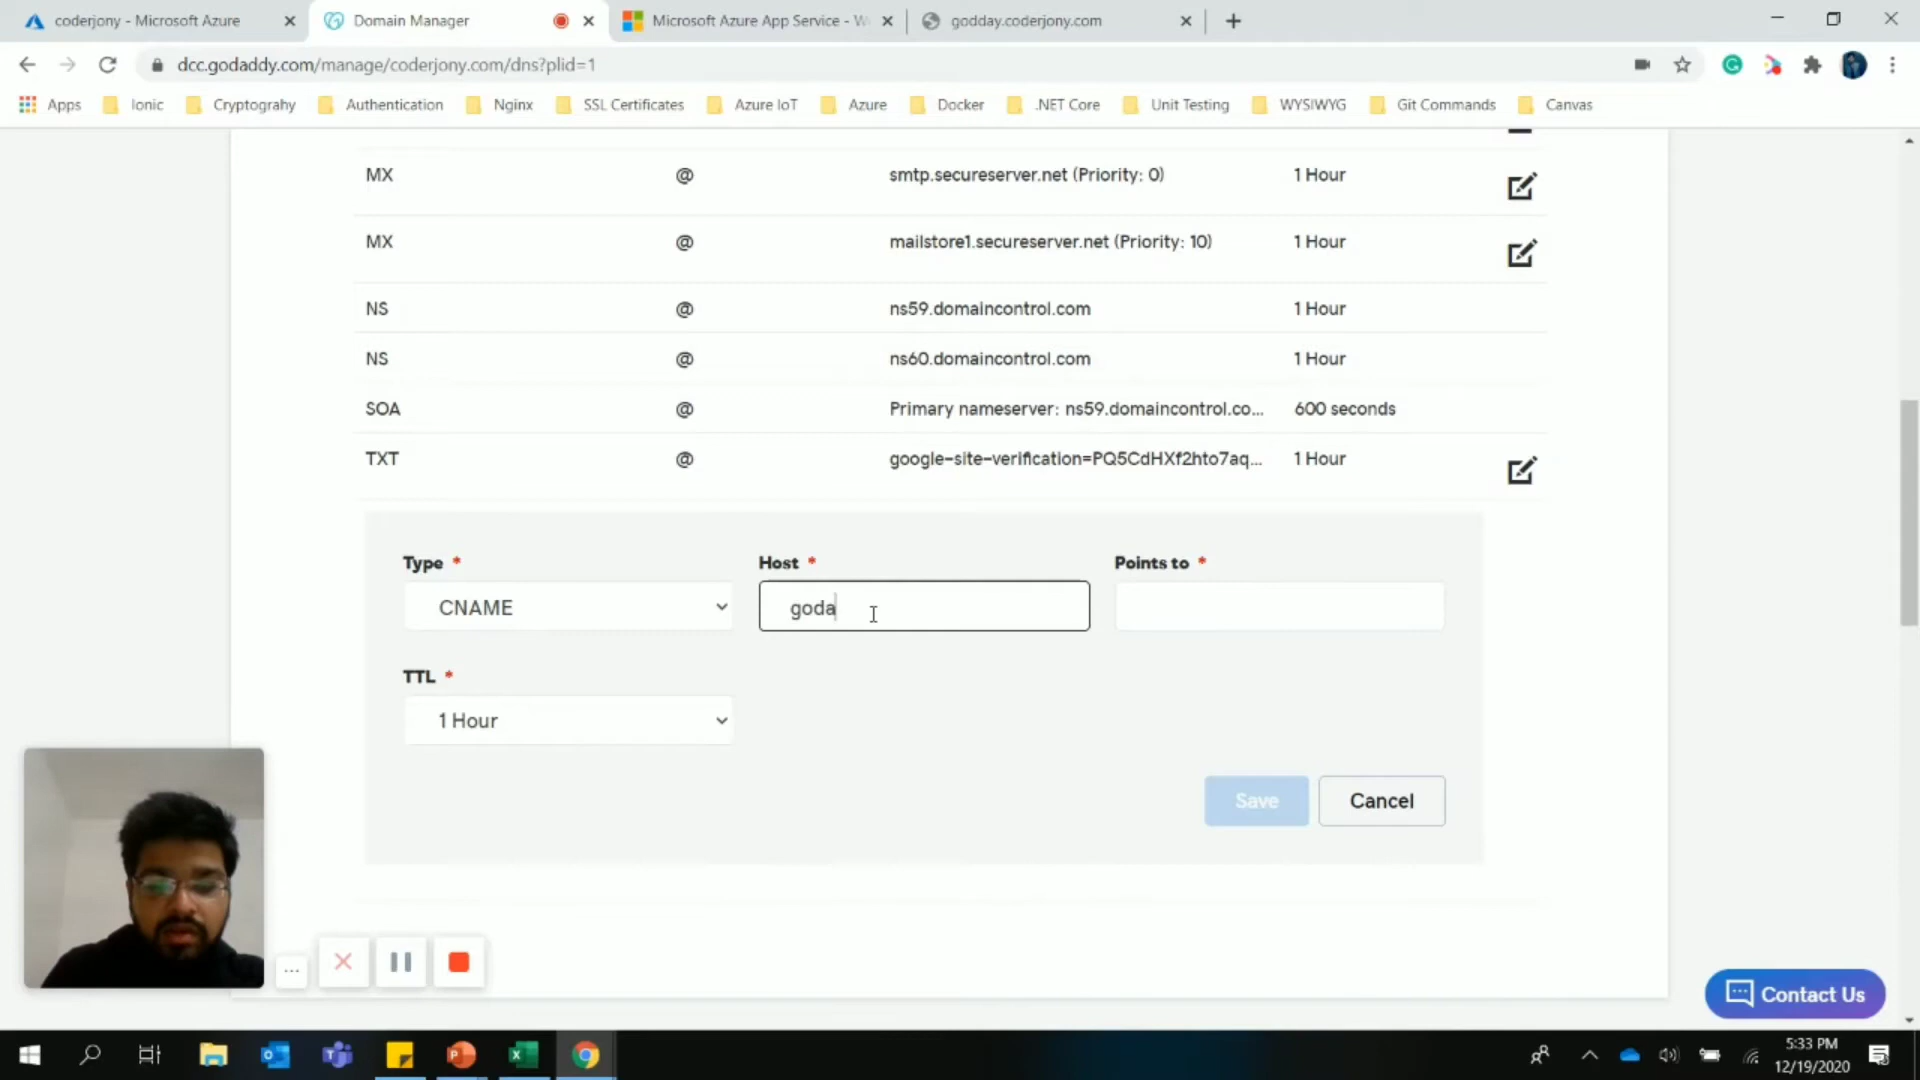 coderjony - Microsoft Azure
Domain Manager
Microsoft Azure App Service - W
godday.coderjony.com
dcc.godaddy.com/manage/coderjony.com/dns?plid=1
Apps
Ionic
Cryptograhy
Authentication
Nginx
SSL Certificates
Azure IoT
Azure
Docker
.NET Core
Unit Testing
WYSIWYG
Git Commands
Canvas
MX @ smtp.secureserver.net (Priority: 0) 1 Hour
MX @ mailstore1.secureserver.net (Priority: 10) 1 Hour
NS @ ns59.domaincontrol.com 1 Hour
NS @ ns60.domaincontrol.com 1 Hour
SOA @ Primary nameserver: ns59.domaincontrol.co... 600 seconds
TXT @ google-site-verification=PQ5CdHXf2hto7aq... 1 Hour
Type * Host * Points to *
CNAME goda
TTL *
1 Hour
Save Cancel
...
Contact Us
5:33 PM
12/19/2020